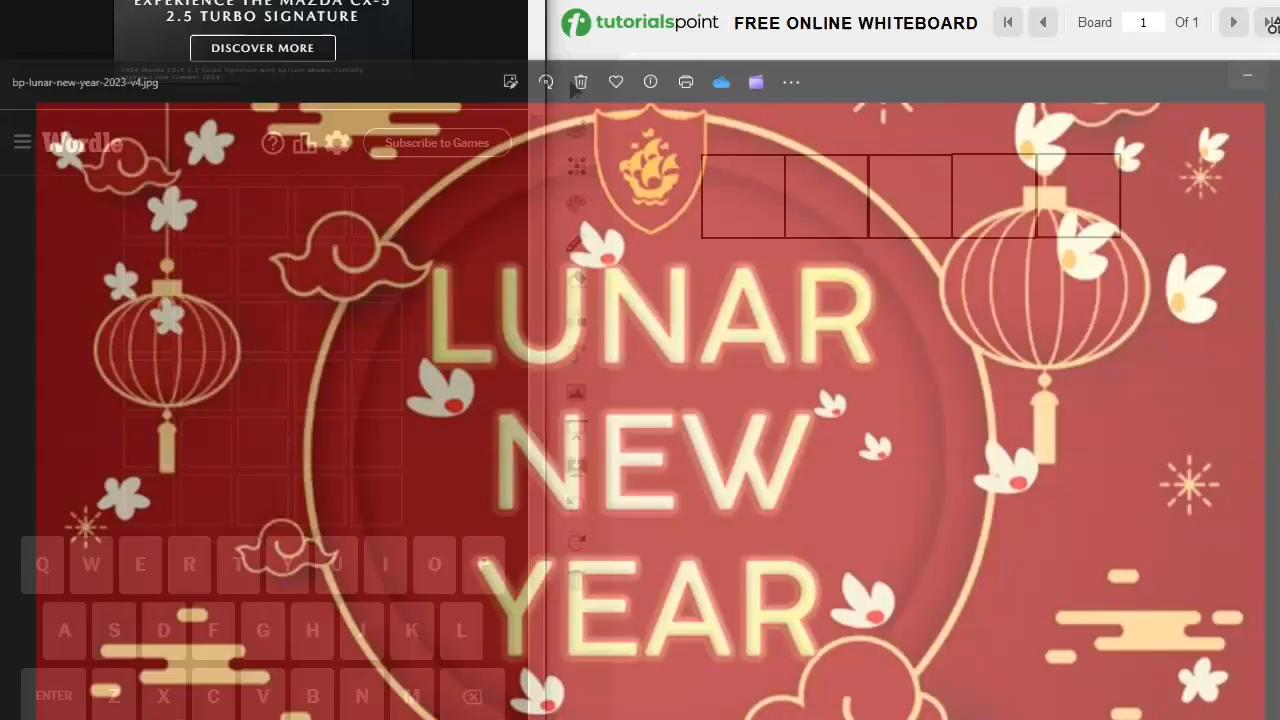 EXPERIENCE THE MAZDA CX-5
2.5 TURBO SIGNATURE
DISCOVER MORE
tutorialspoint FREE ONLINE WHITEBOARD
Board 1 Of 1
bp-lunar-new-year-2023-v4.jpg
Wordle
Subscribe to Games
LUNAR
NEW
YEAR
Q W E R T Y U I O P
A S D F G H J K L
ENTER Z X C V B N M